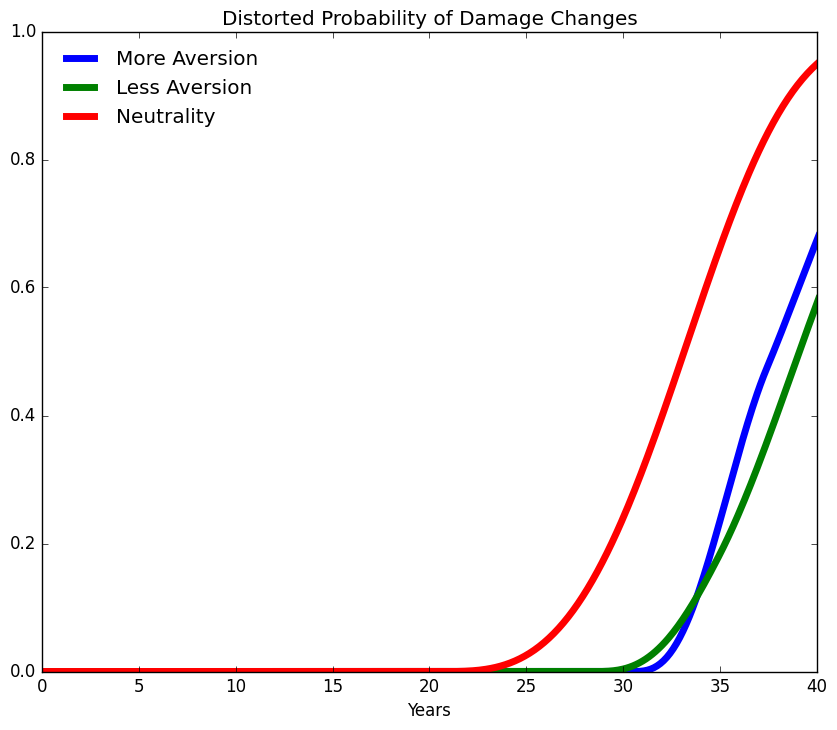 Distorted Probability of Damage Changes
1.0
More Aversion
Less Aversion
Neutrality
0.8
0.6
0.4
0.2
0.0
0 5 10 15 20 25 30 35 40
Years